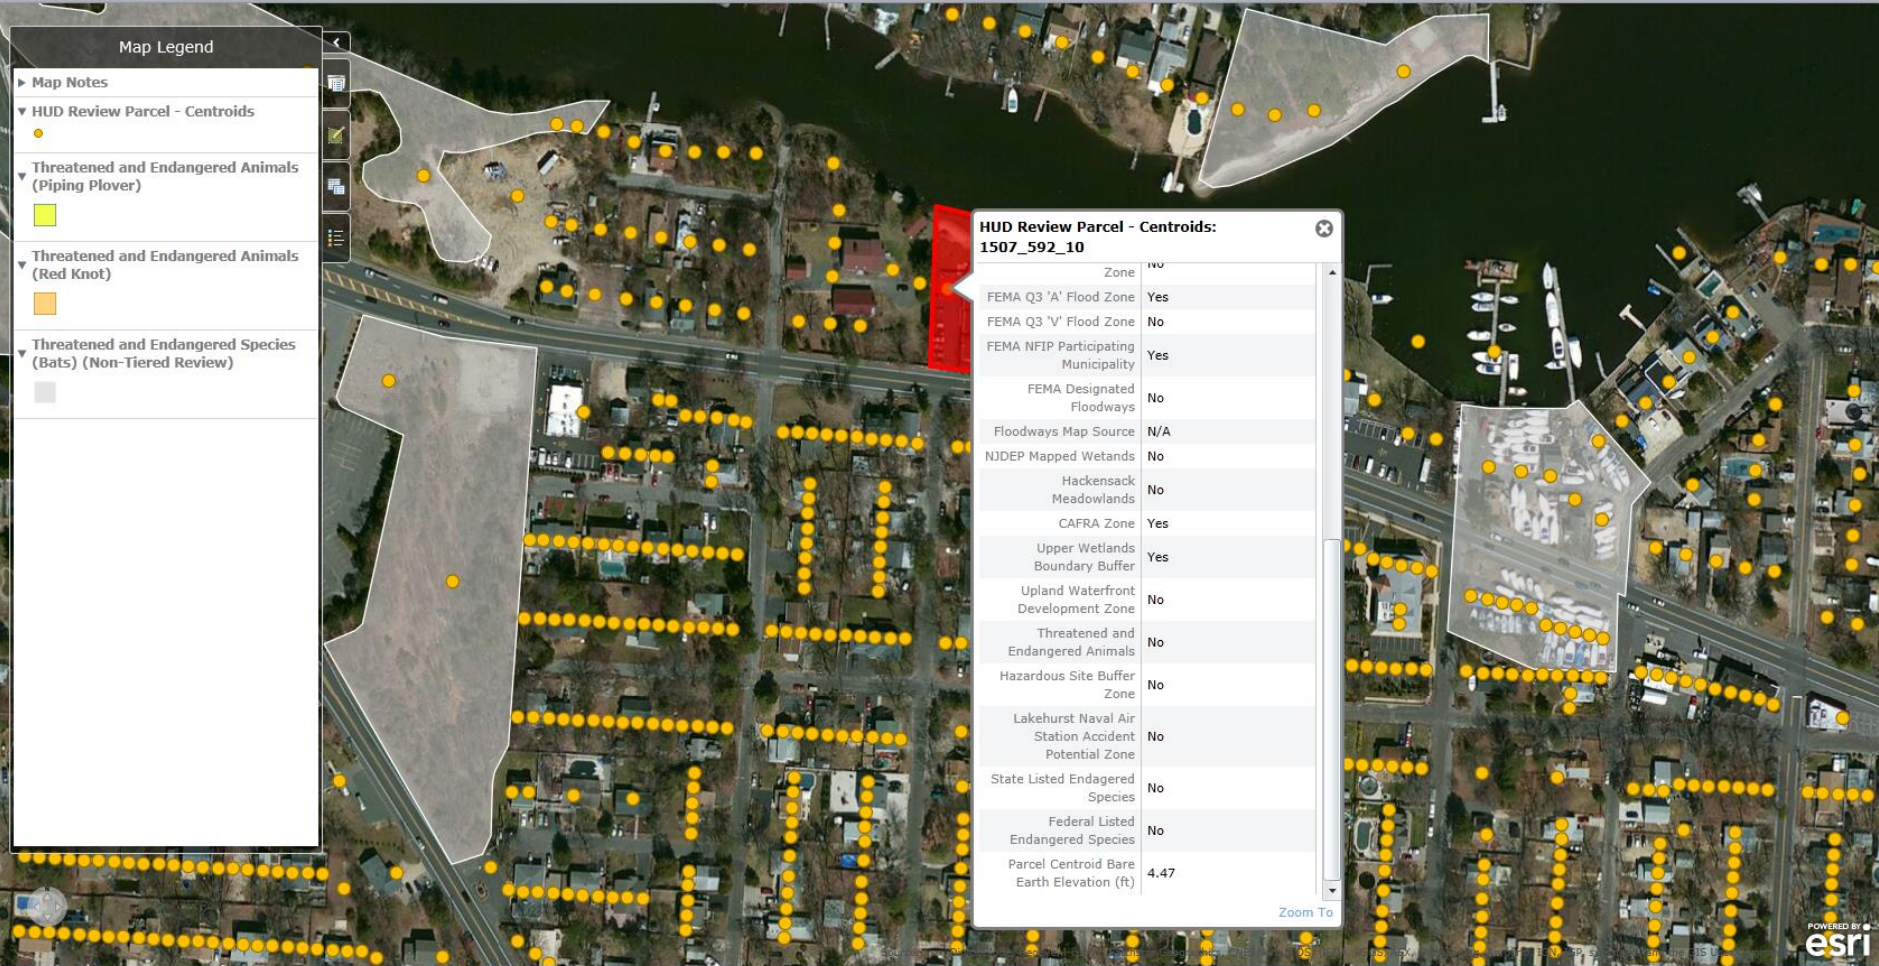 Map Legend
Map Notes
HUD Review Parcel - Centroids
Threatened and Endangered Animals
(Piping Plover)
Threatened and Endangered Animals
(Red Knot)
Threatened and Endangered Species
(Bats) (Non-Tiered Review)
HUD Review Parcel - Centroids:
1507_592_10
Zone No
FEMA Q3 'A' Flood Zone Yes
FEMA Q3 'V' Flood Zone No
FEMA NFIP Participating
Municipality Yes
FEMA Designated
Floodways No
Floodways Map Source N/A
NJDEP Mapped Wetands No
Hackensack
Meadowlands No
CAFRA Zone Yes
Upper Wetlands
Boundary Buffer Yes
Upland Waterfront
Development Zone No
Threatened and
Endangered Animals No
Hazardous Site Buffer
Zone No
Lakehurst Naval Air
Station Accident
Potential Zone No
State Listed Endagered
Species No
Federal Listed
Endangered Species No
Parcel Centroid Bare
Earth Elevation (ft) 4.47
Zoom To
POWERED BY
esri